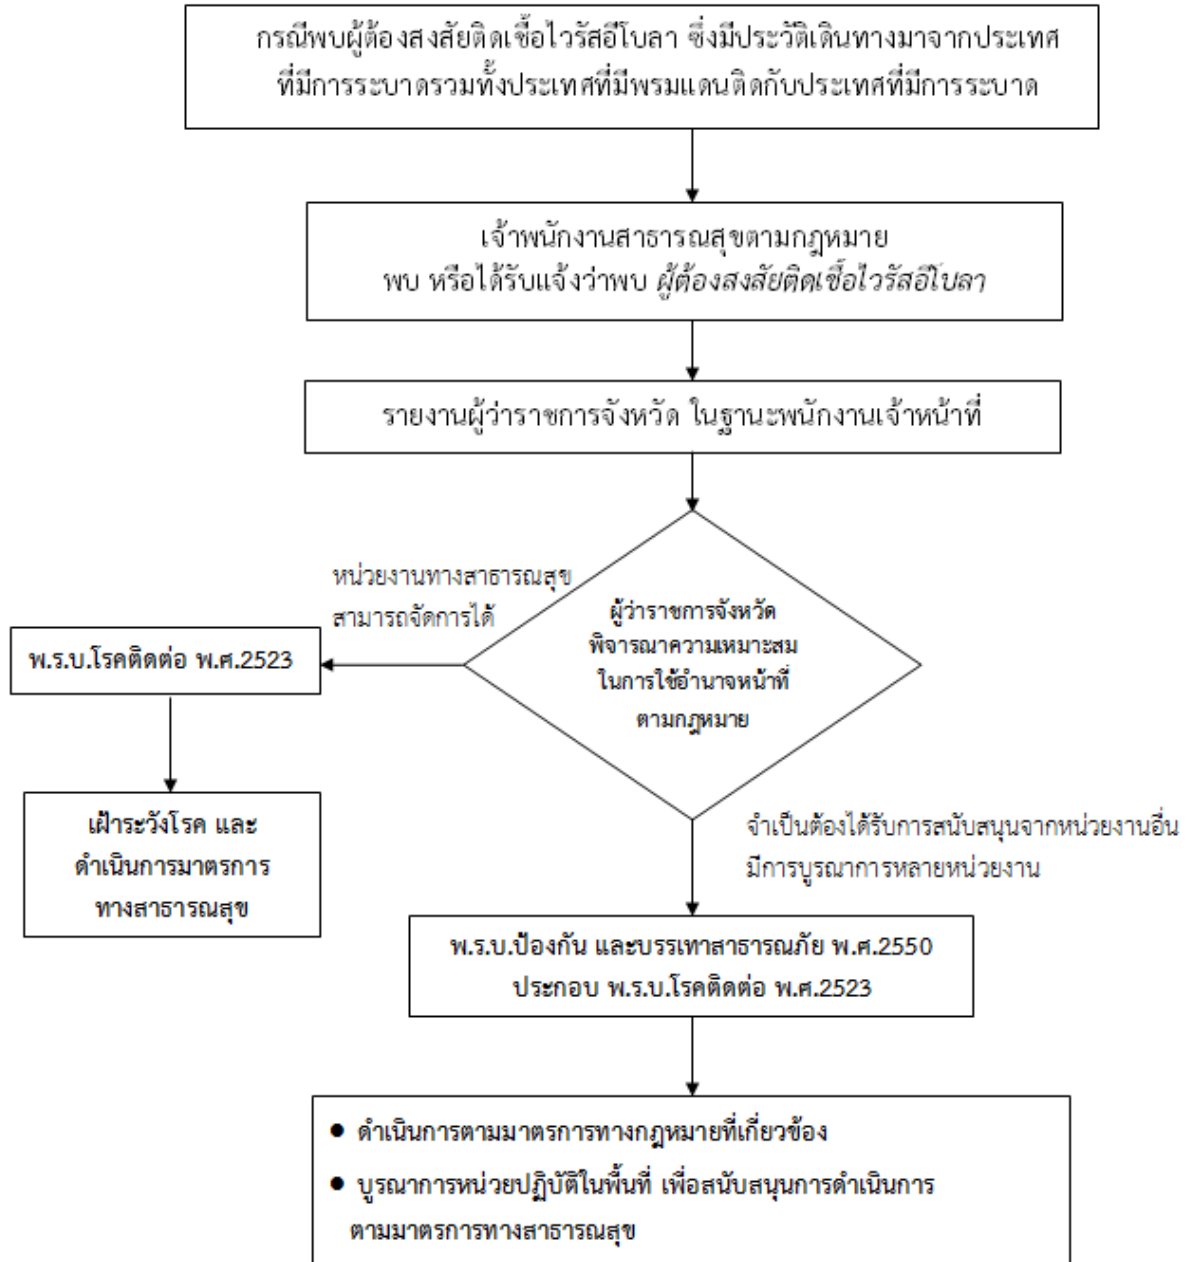 กรณีพบผู้ต้องสงสัยติดเชื้อไวรัสอีโบลา ซึ่งมีประวัติเดินทางมาจากประเทศ
ที่มีการระบาดรวมทั้งประเทศที่มีพรมแดนติดกับประเทศที่มีการระบาด
เจ้าพนักงานสาธารณสุขตามกฎหมาย
พบ หรือได้รับแจ้งว่าพบ ผู้ต้องสงสัยติดเชื้อไวรัสอีโบลา
รายงานผู้ว่าราชการจังหวัด ในฐานะพนักงานเจ้าหน้าที่
หน่วยงานทางสาธารณสุข
สามารถจัดการได้
ผู้ว่าราชการจังหวัด
พิจารณาความเหมาะสม
ในการใช้อำนาจหน้าที่
ตามกฎหมาย
พ.ร.บ.โรคติดต่อ พ.ศ.2523
เฝ้าระวังโรค และ
ดำเนินการมาตรการ
ทางสาธารณสุข
จำเป็นต้องได้รับการสนับสนุนจากหน่วยงานอื่น
มีการบูรณาการหลายหน่วยงาน
พ.ร.บ.ป้องกัน และบรรเทาสาธารณภัย พ.ศ.2550
ประกอบ พ.ร.บ.โรคติดต่อ พ.ศ.2523
● ดำเนินการตามมาตรการทางกฎหมายที่เกี่ยวข้อง
● บูรณาการหน่วยปฏิบัติในพื้นที่ เพื่อสนับสนุนการดำเนินการ
ตามมาตรการทางสาธารณสุข